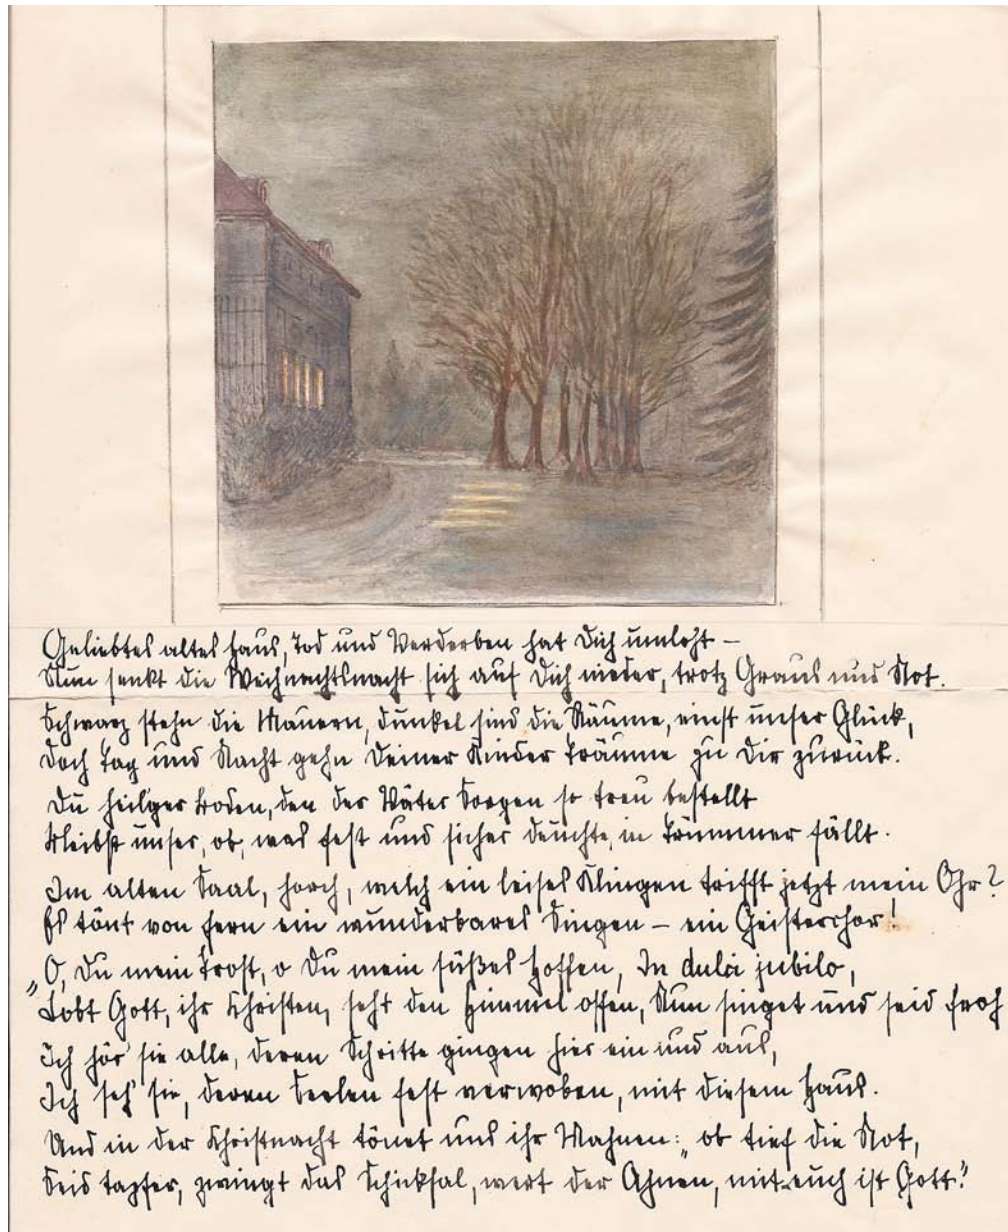 Geliebtes altes Haus, Tod und Verderben hat Dich umloht –
Nun senkt die Weihnachtsnacht sich auf Dich nieder, trotz Graus und Not.
Schwarz stehn die Mauern, dunkel sind die Räume, einst unser Glück,
Doch Tag und Nacht gehn Deiner Kinder Träume zu Dir zurück.
Du heil'ger Boden, den der Väter Sorgen so treu bestellt
Bleibst unser, ob, was fest und sicher deuchte, in Trümmer fällt.
Im alten Saal, horch, welch ein leises Klingen trifft jetzt mein Ohr?
Es tönt von fern ein wunderbares Singen – ein Geisterchor!
„O, Du mein Trost, o Du mein süßes Hoffen, In dulci jubilo,
Lobt Gott, ihr Christen, seht den Himmel offen, Nun singet und seid froh
Ich hör' sie alle, deren Schritte gingen hier ein und aus,
Ich seh' sie, deren Seelen fest verwoben, mit diesem Haus.
Und in der Christnacht tönet uns ihr Mahnen: „ob tief die Not,
Seid tapfer, zwingt das Schicksal, wert der Ahnen, mit euch ist Gott!"